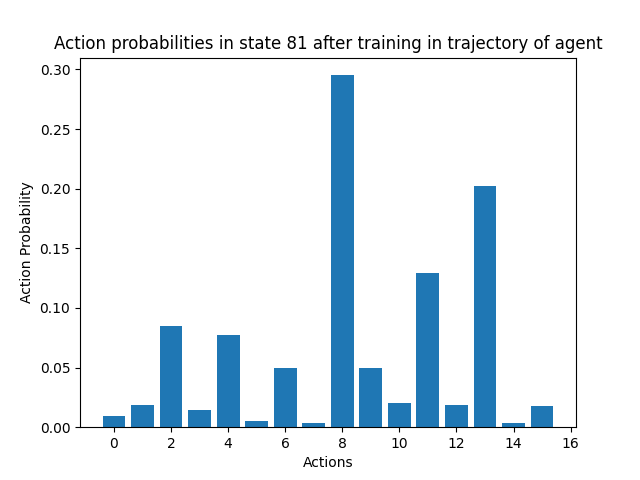 Action probabilities in state 81 after training in trajectory of agent
0.30
0.25
0.20
0.15
0.10
0.05
0.00
Action Probability
0 2 4 6 8 10 12 14 16
Actions